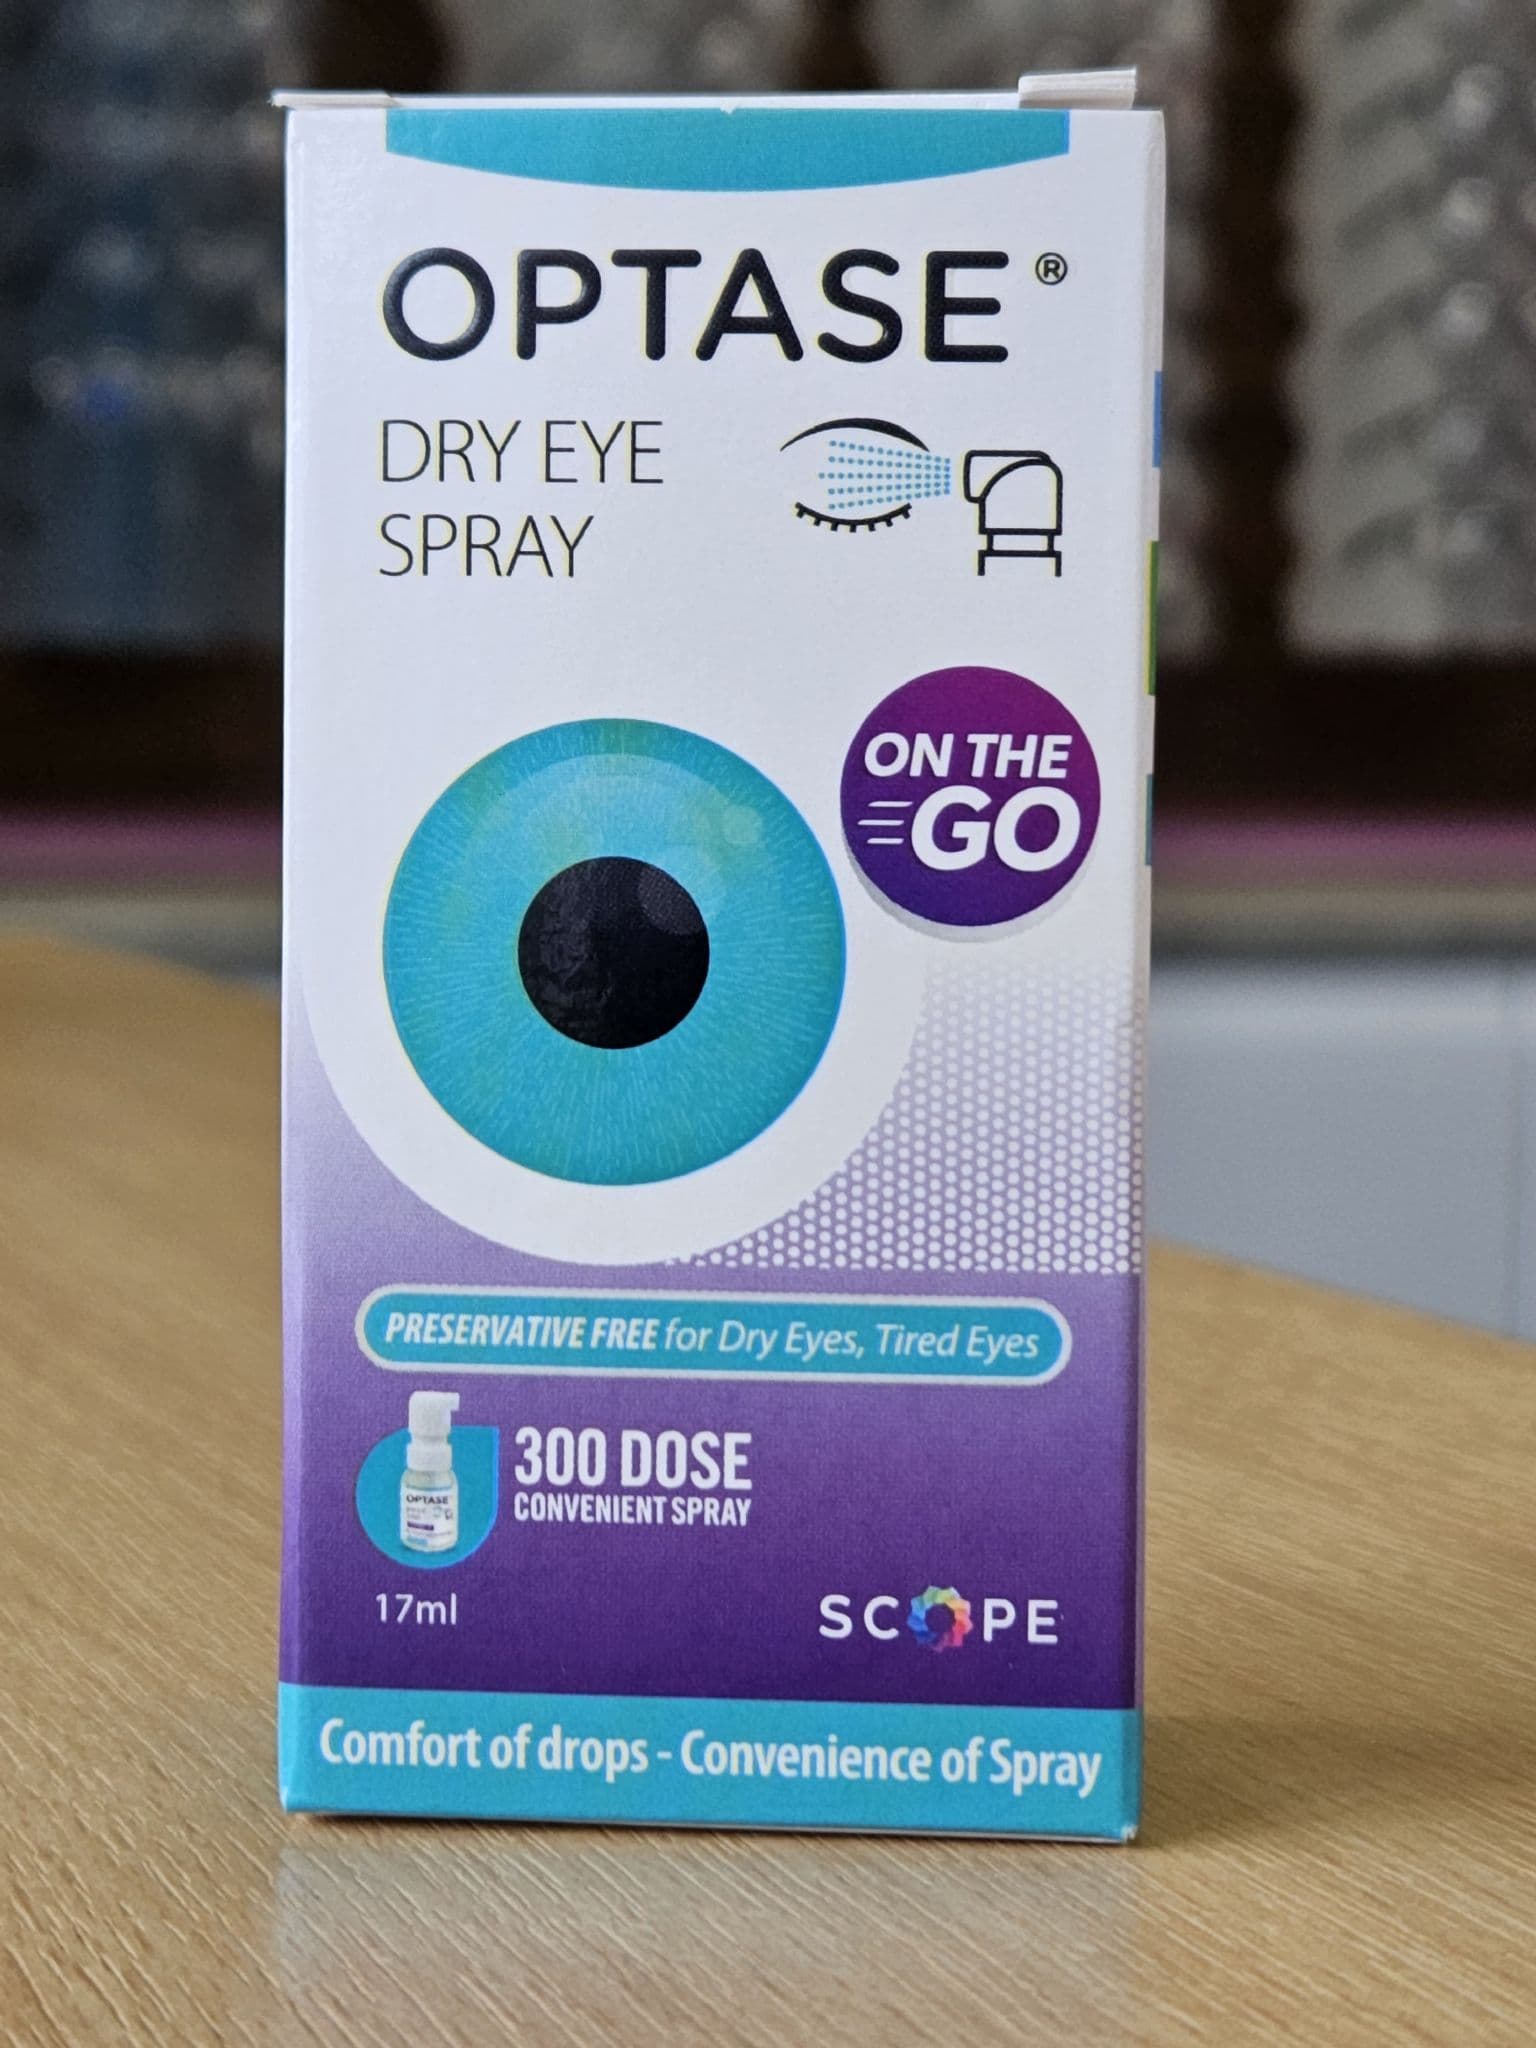 OPTASE®
DRY EYE
SPRAY
ON THE
GO
PRESERVATIVE FREE for Dry Eyes, Tired Eyes
OPTASE
300 DOSE
CONVENIENT SPRAY
17ml
SCOPE
Comfort of drops - Convenience of Spray